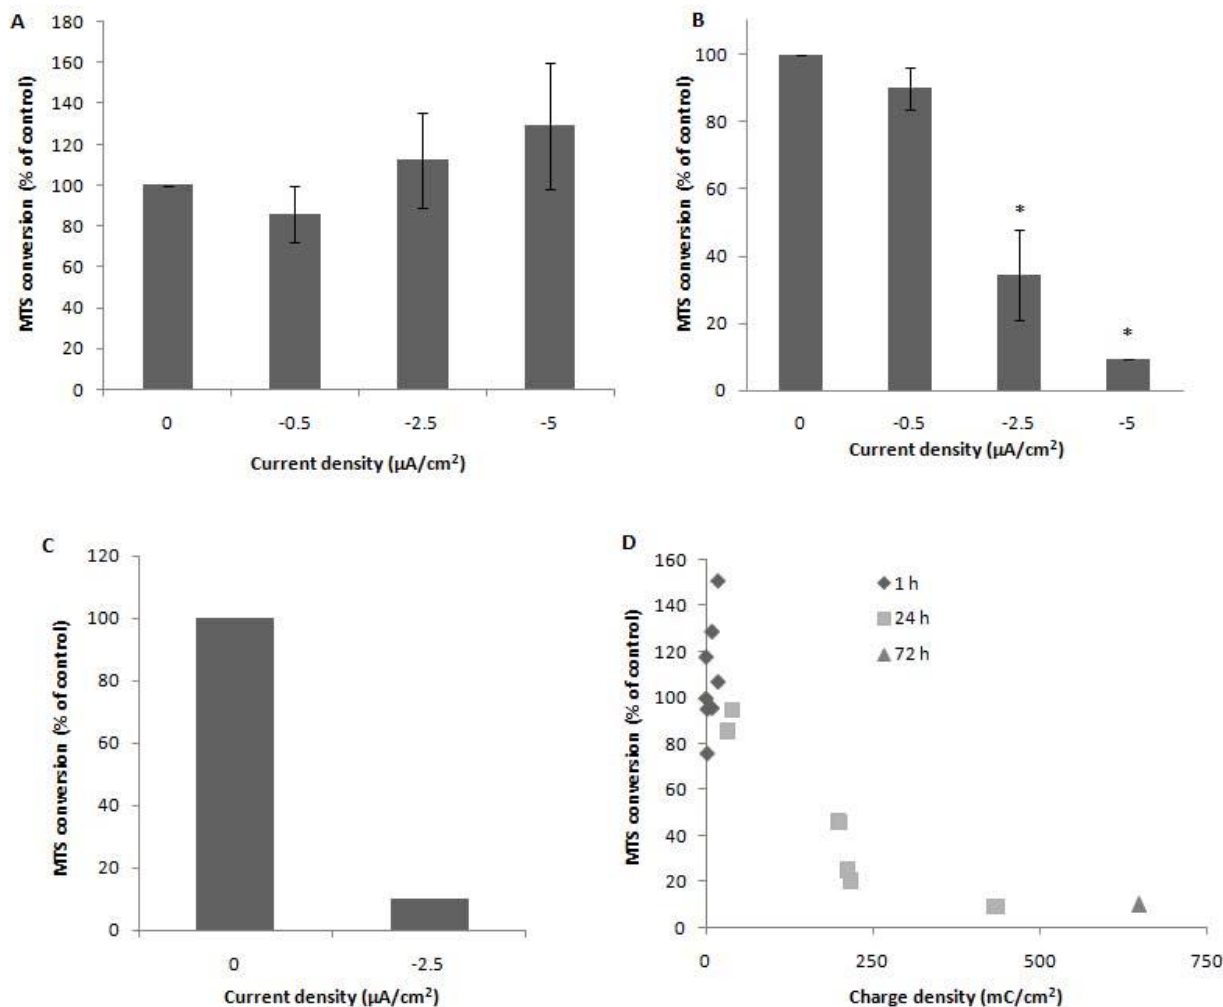 A
MTS conversion (% of control)
180
160
140
120
100
80
60
40
20
0
0 -0.5 -2.5 -5
Current density (µA/cm²)
B
MTS conversion (% of control)
100
80
60
40
20
0
*
*
0 -0.5 -2.5 -5
Current density (µA/cm²)
C
MTS conversion (% of control)
120
100
80
60
40
20
0
0 -2.5
Current density (µA/cm²)
D
MTS conversion (% of control)
160
140
120
100
80
60
40
20
0
1 h
24 h
72 h
0 250 500 750
Charge density (mC/cm²)